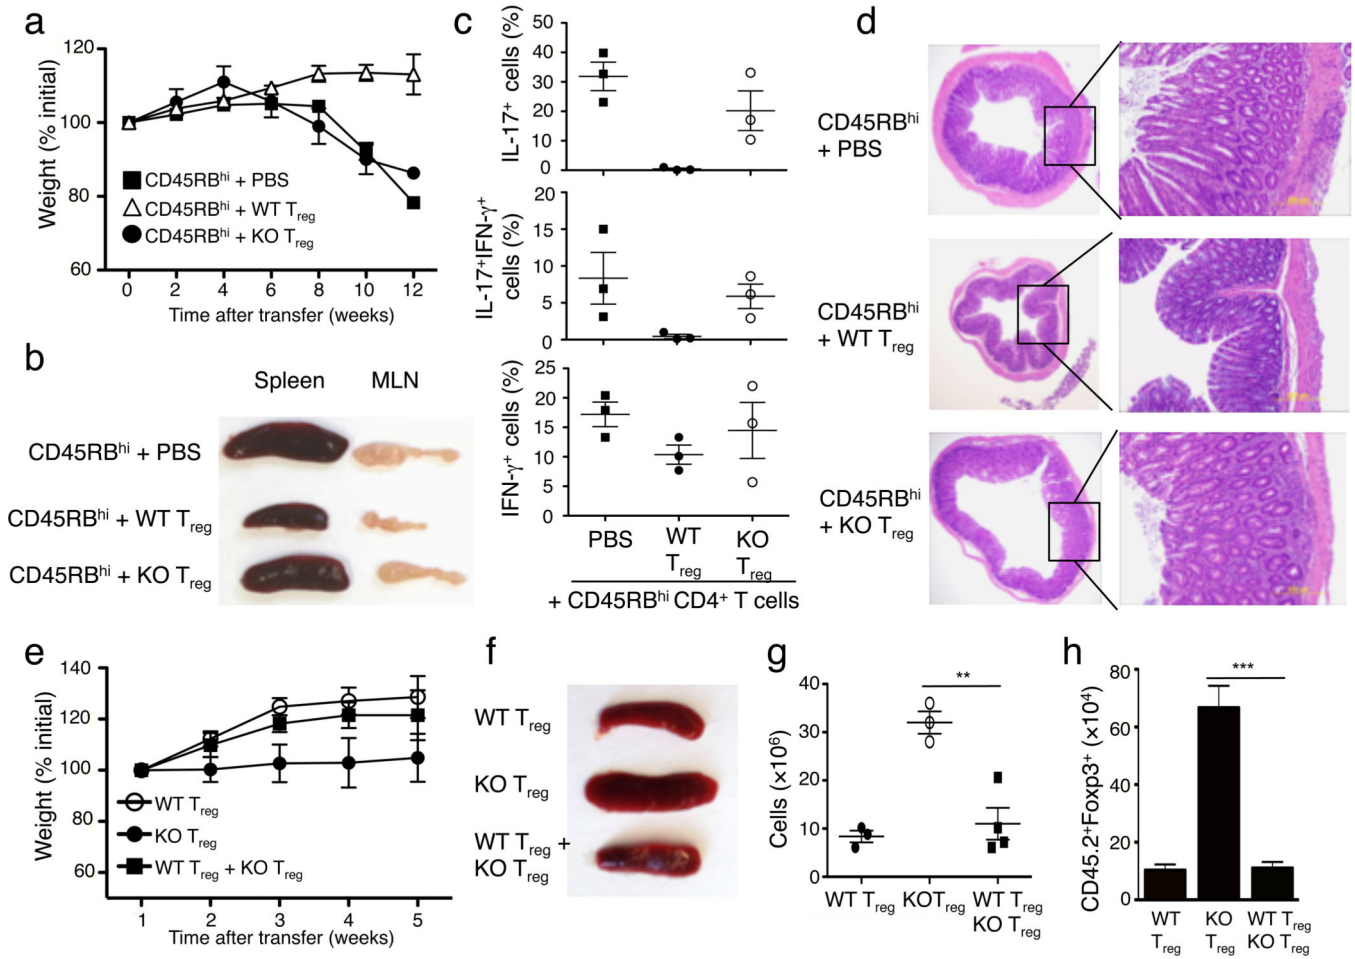 a
Weight (% initial)
120
100
80
60
CD45RBhi + PBS
CD45RBhi + WT Treg
CD45RBhi + KO Treg
0 2 4 6 8 10 12
Time after transfer (weeks)
b
Spleen MLN
CD45RBhi + PBS
CD45RBhi + WT Treg
CD45RBhi + KO Treg
c
IL-17+ cells (%)
50
40
30
20
10
0
IL-17+IFN-γ+
cells (%)
20
15
10
5
0
IFN-γ+ cells (%)
25
20
15
10
5
0
PBS WT KO
Treg Treg
+ CD45RBhi CD4+ T cells
d
CD45RBhi
+ PBS
CD45RBhi
+ WT Treg
CD45RBhi
+ KO Treg
e
Weight (% initial)
140
120
100
80
60
WT Treg
KO Treg
WT Treg + KO Treg
1 2 3 4 5
Time after transfer (weeks)
f
WT Treg
KO Treg
WT Treg +
KO Treg
g
Cells (×10⁶)
40
30
20
10
0
**
WT Treg KOTreg WT Treg
KO Treg
h
CD45.2+Foxp3+ (×10⁴)
80
60
40
20
0
***
WT KO WT Treg
Treg Treg KO Treg